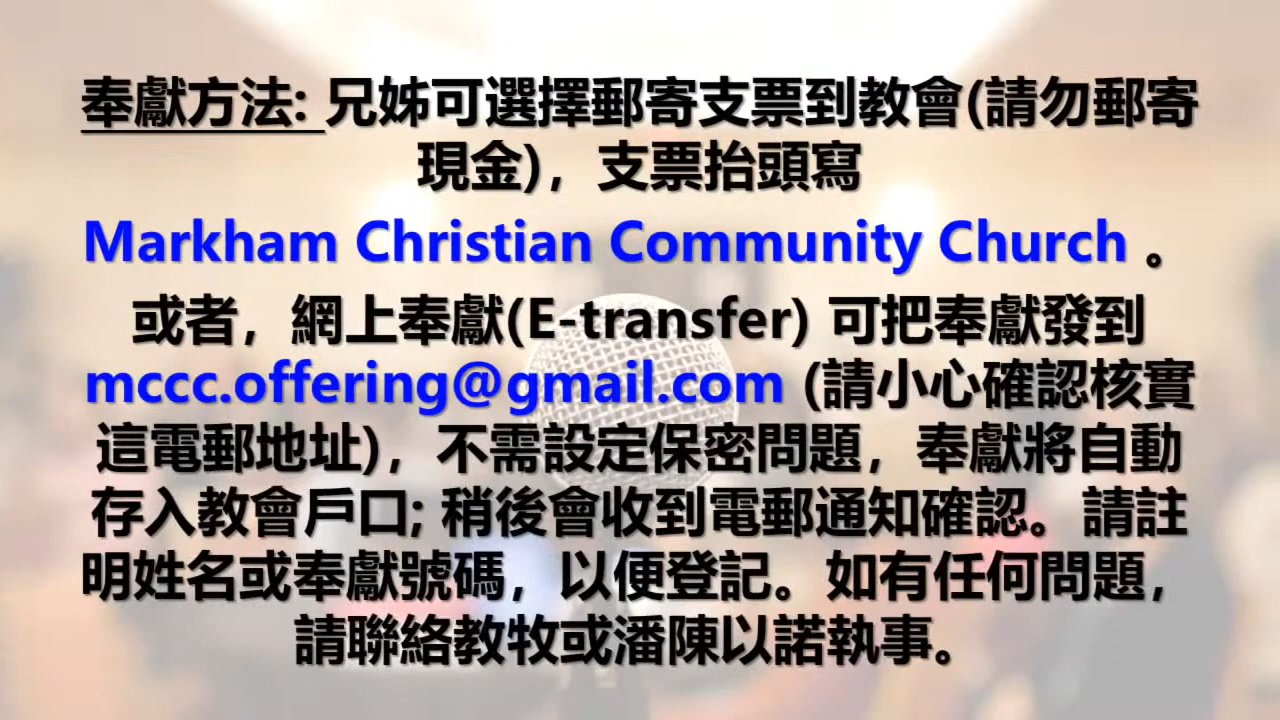 奉獻方法: 兄姊可選擇郵寄支票到教會(請勿郵寄
現金)，支票抬頭寫
Markham Christian Community Church 。
或者，網上奉獻(E-transfer) 可把奉獻發到
mccc.offering@gmail.com (請小心確認核實
這電郵地址)，不需設定保密問題，奉獻將自動
存入教會戶口; 稍後會收到電郵通知確認。請註
明姓名或奉獻號碼，以便登記。如有任何問題，
請聯絡教牧或潘陳以諾執事。